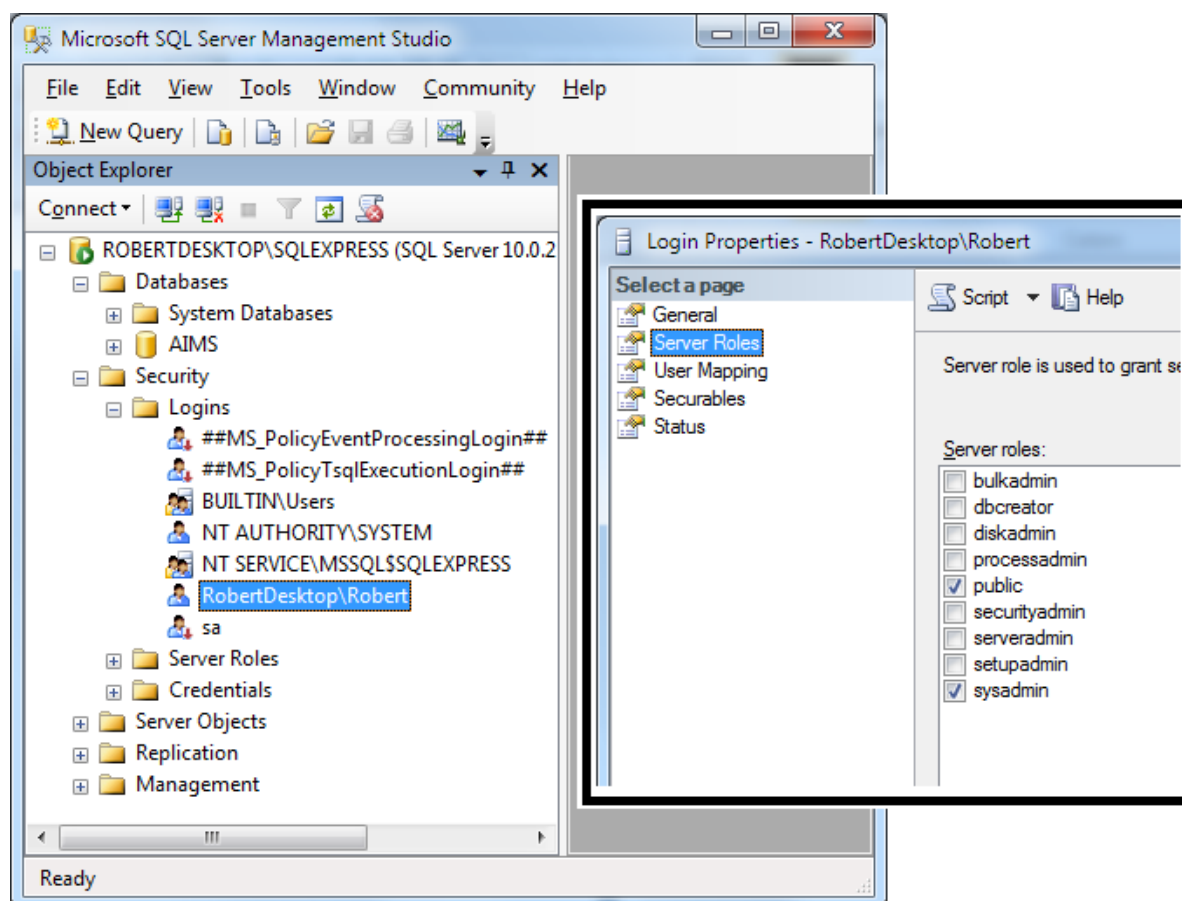 Microsoft SQL Server Management Studio
File Edit View Tools Window Community Help
New Query
Object Explorer
Connect
ROBERTDESKTOP\SQLEXPRESS (SQL Server 10.0.2
Databases
System Databases
AIMS
Security
Logins
##MS_PolicyEventProcessingLogin##
##MS_PolicyTsqlExecutionLogin##
BUILTIN\Users
NT AUTHORITY\SYSTEM
NT SERVICE\MSSQL$SQLEXPRESS
RobertDesktop\Robert
sa
Server Roles
Credentials
Server Objects
Replication
Management
Ready
Login Properties - RobertDesktop\Robert
Select a page
General
Server Roles
User Mapping
Securables
Status
Script Help
Server role is used to grant se
Server roles:
bulkadmin
dbcreator
diskadmin
processadmin
public
securityadmin
serveradmin
setupadmin
sysadmin